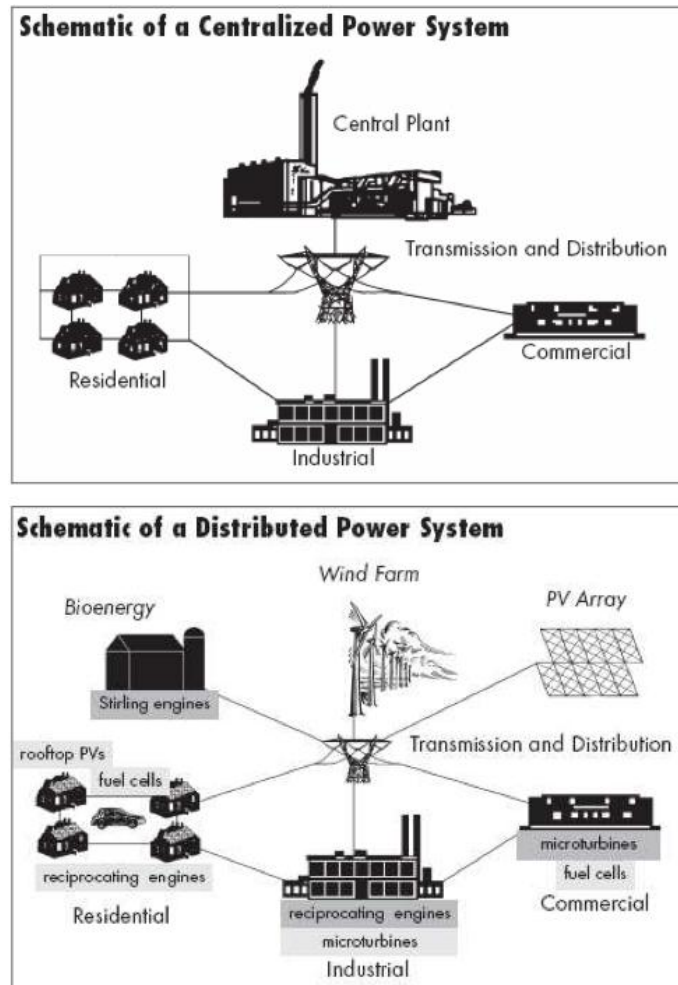 Schematic of a Centralized Power System
Central Plant
Transmission and Distribution
Residential
Commercial
Industrial
Schematic of a Distributed Power System
Wind Farm
Bioenergy
PV Array
Stirling engines
Transmission and Distribution
rooftop PVs
fuel cells
reciprocating engines
Residential
microturbines
fuel cells
Commercial
reciprocating engines
microturbines
Industrial